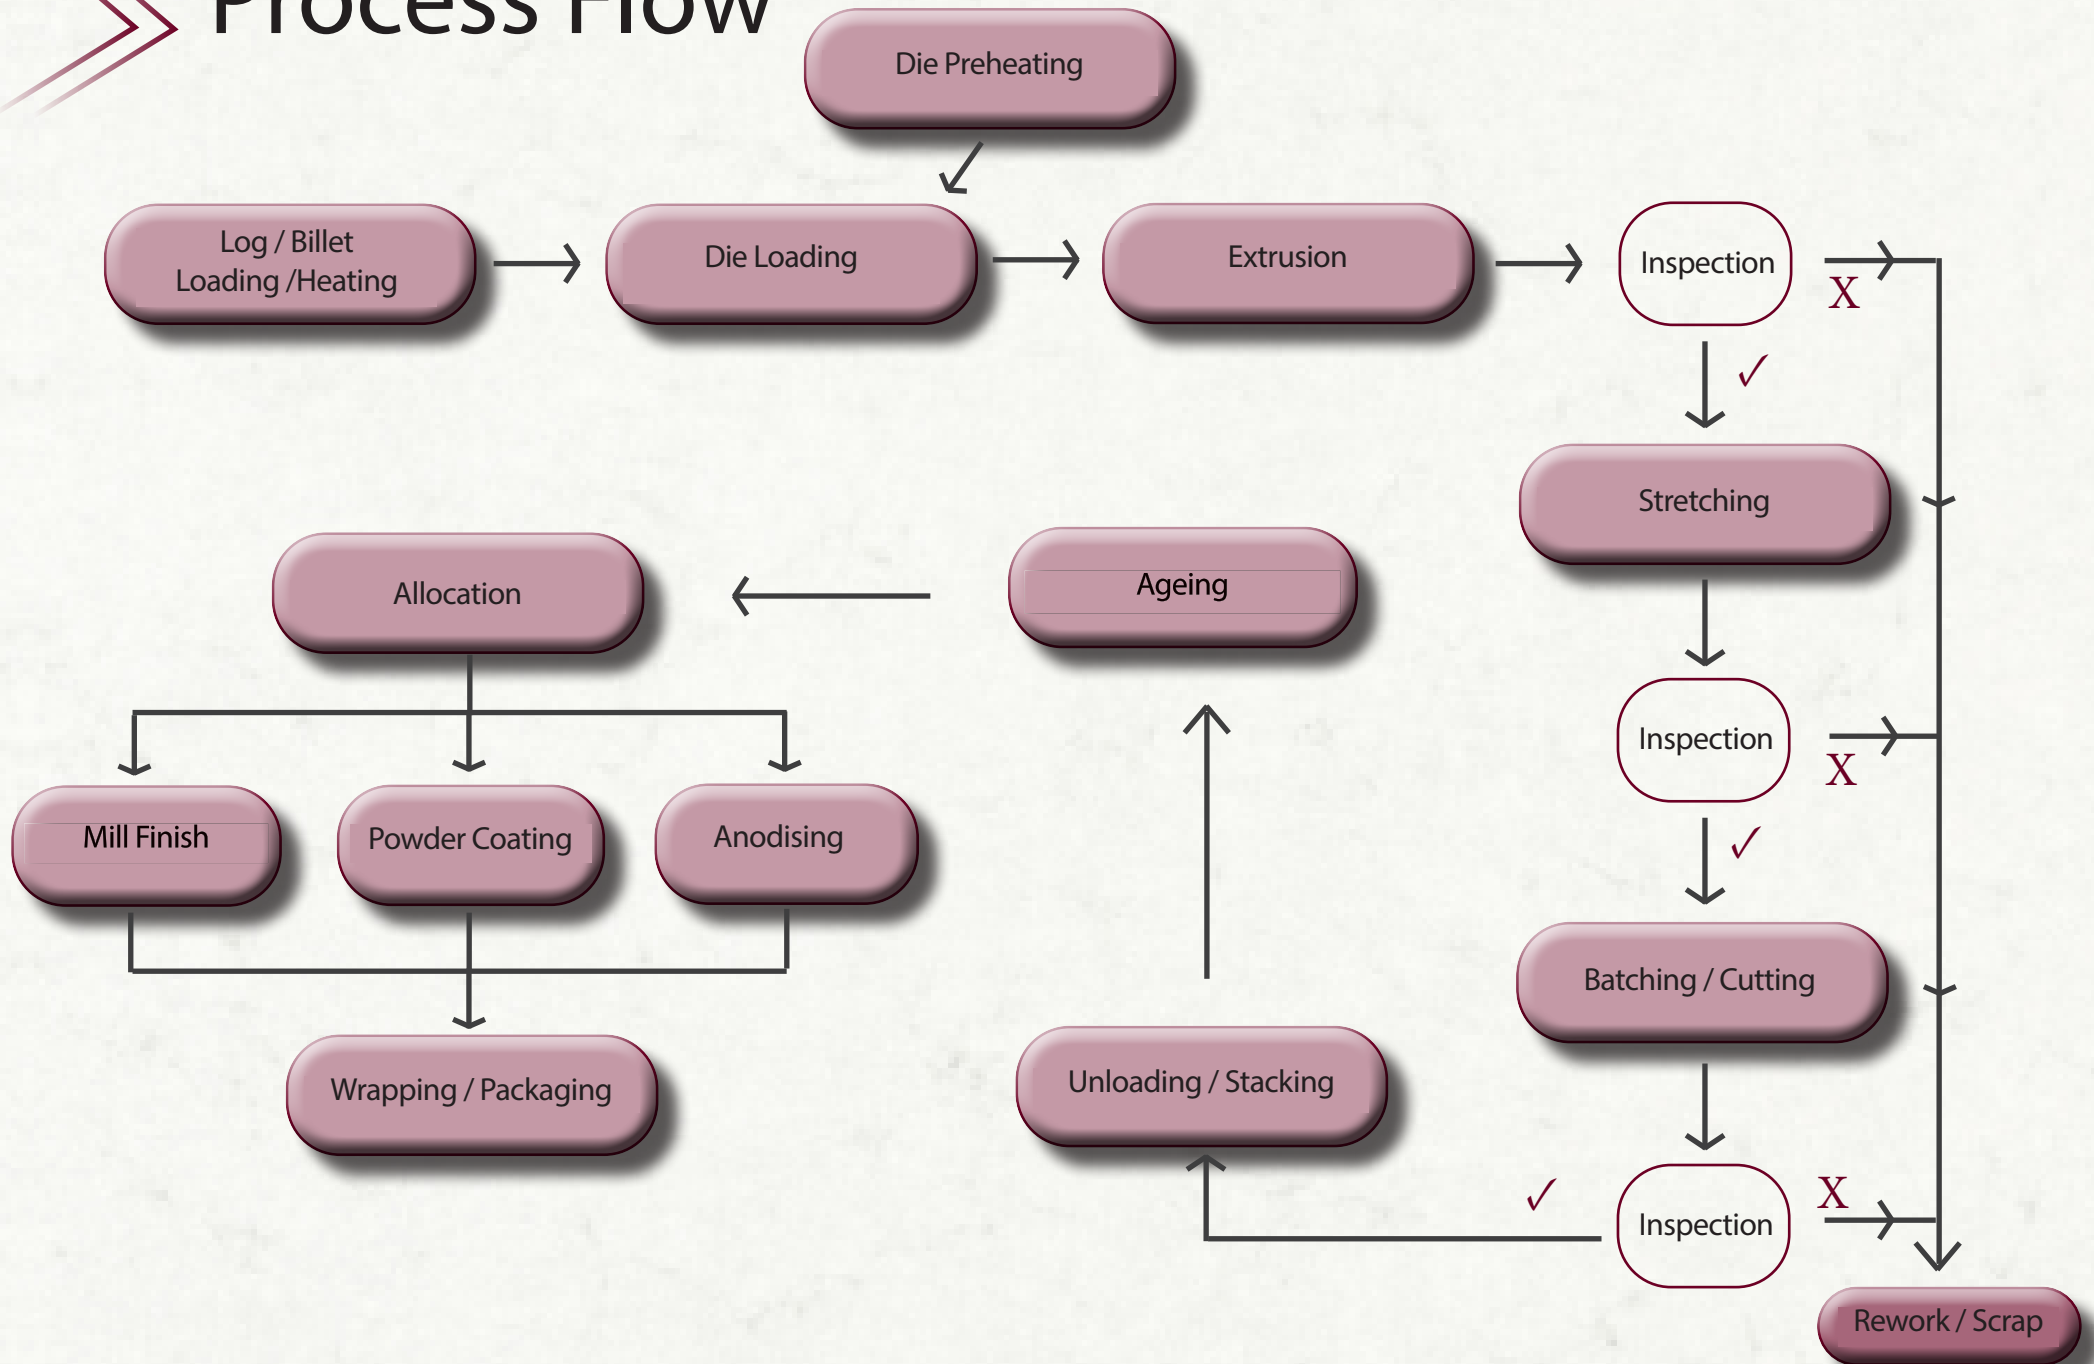 Process Flow
Die Preheating
Log / Billet
Loading /Heating
Die Loading
Extrusion
Inspection
X
✓
Stretching
Allocation
Ageing
Inspection
X
✓
Mill Finish
Powder Coating
Anodising
Batching / Cutting
Wrapping / Packaging
Unloading / Stacking
✓
Inspection
X
Rework / Scrap